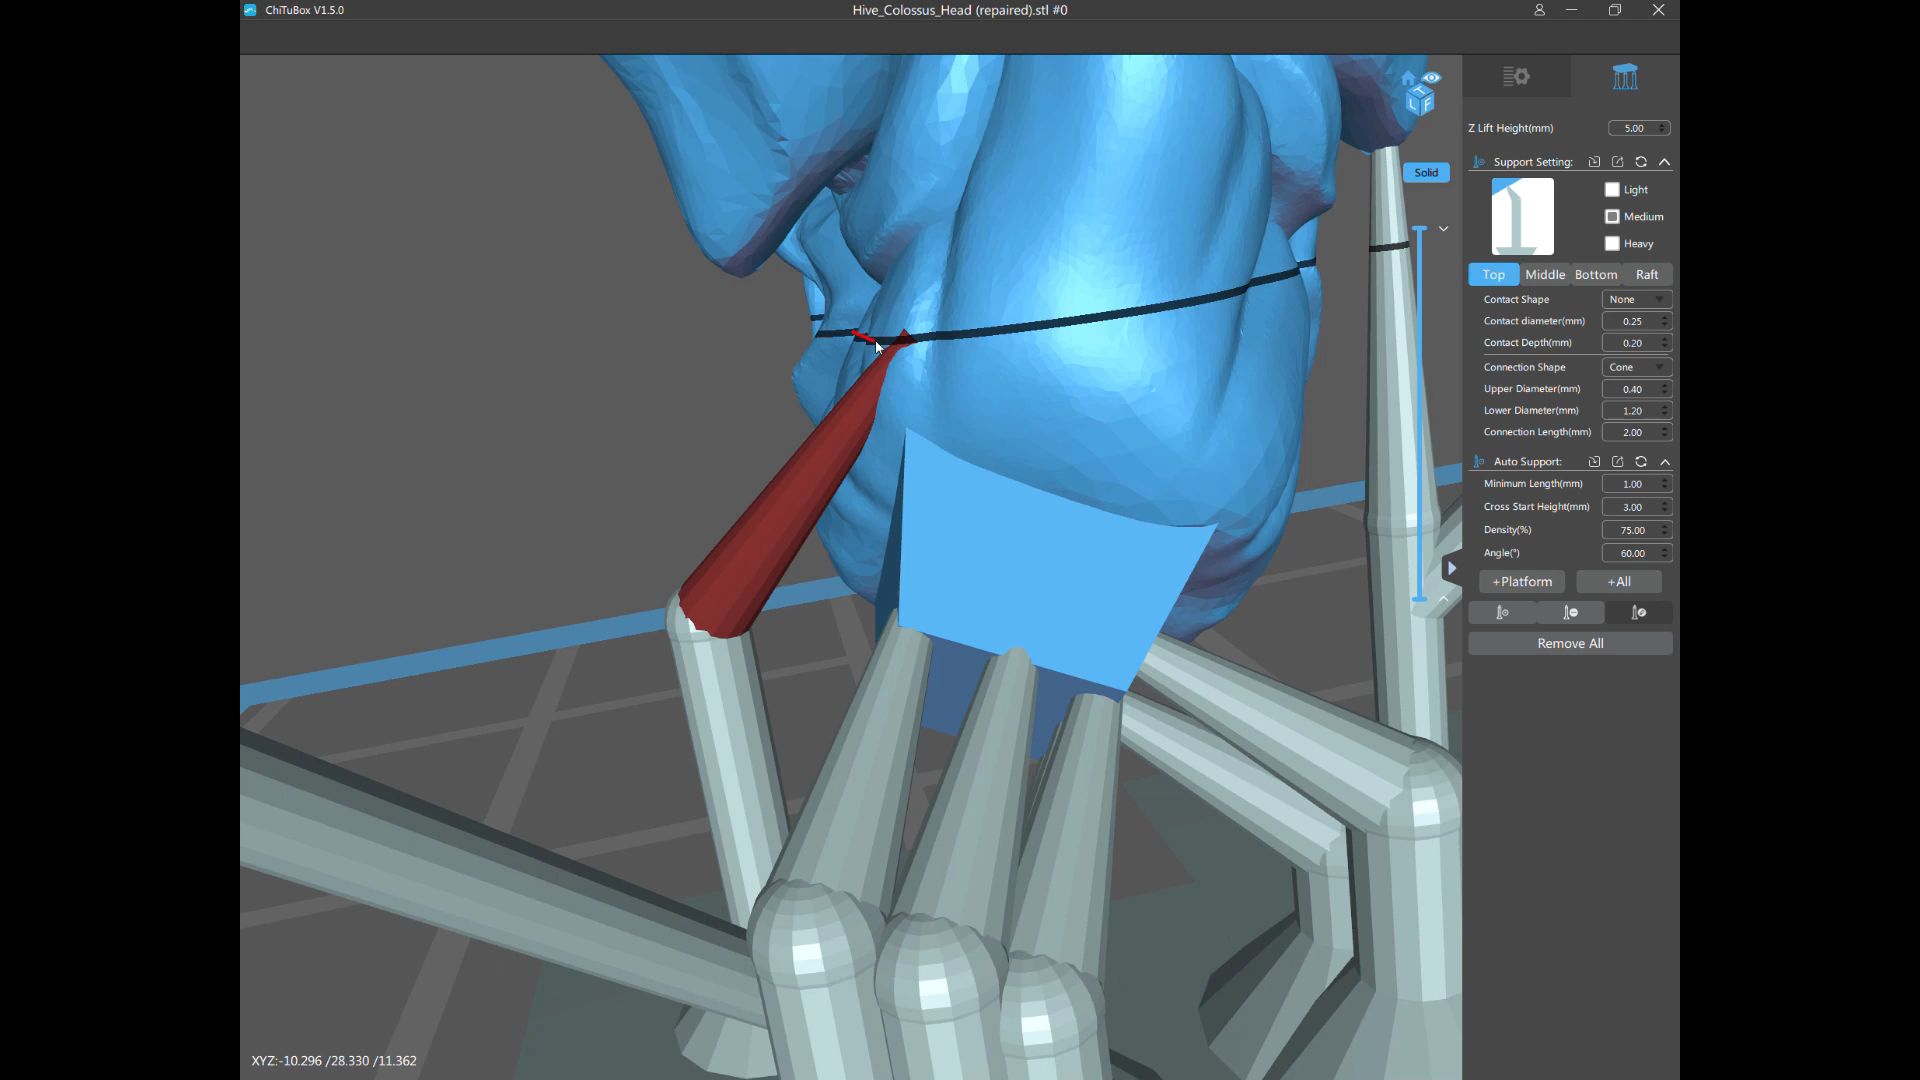 ChiTuBox V1.5.0
Hive_Colossus_Head (repaired).stl #0
T
L F
Z Lift Height(mm) 5.00
Support Setting:
Solid
Light
Medium
Heavy
Top Middle Bottom Raft
Contact Shape None
Contact diameter(mm) 0.25
Contact Depth(mm) 0.20
Connection Shape Cone
Upper Diameter(mm) 0.40
Lower Diameter(mm) 1.20
Connection Length(mm) 2.00
Auto Support:
Minimum Length(mm) 1.00
Cross Start Height(mm) 3.00
Density(%) 75.00
Angle(°) 60.00
+Platform +All
Remove All
XYZ:-10.296 /28.330 /11.362